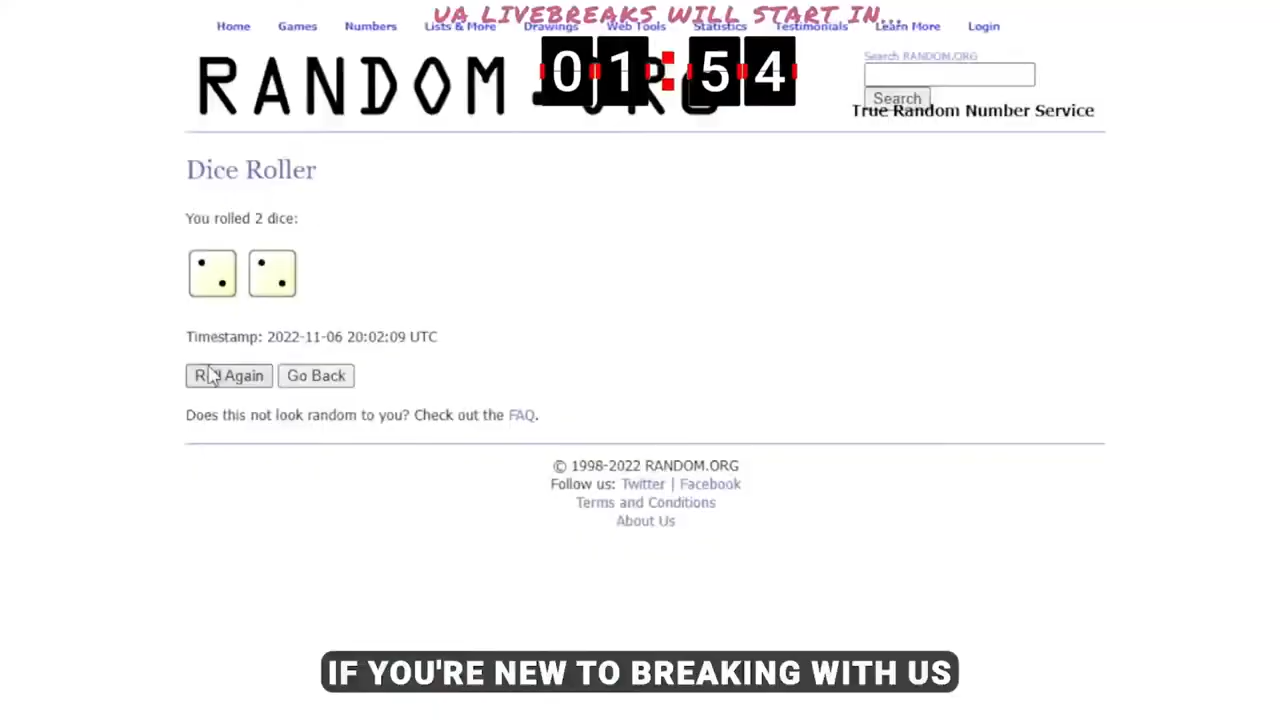 UA LIVEBREAKS WILL START IN...
Home Games Numbers Lists & More Drawings Web Tools Statistics Testimonials Learn More Login
01:54
RANDOM.ORG
Search RANDOM.ORG
Search
True Random Number Service
Dice Roller
You rolled 2 dice:
Timestamp: 2022-11-06 20:02:09 UTC
Roll Again Go Back
Does this not look random to you? Check out the FAQ.
© 1998-2022 RANDOM.ORG
Follow us: Twitter | Facebook
Terms and Conditions
About Us
IF YOU'RE NEW TO BREAKING WITH US